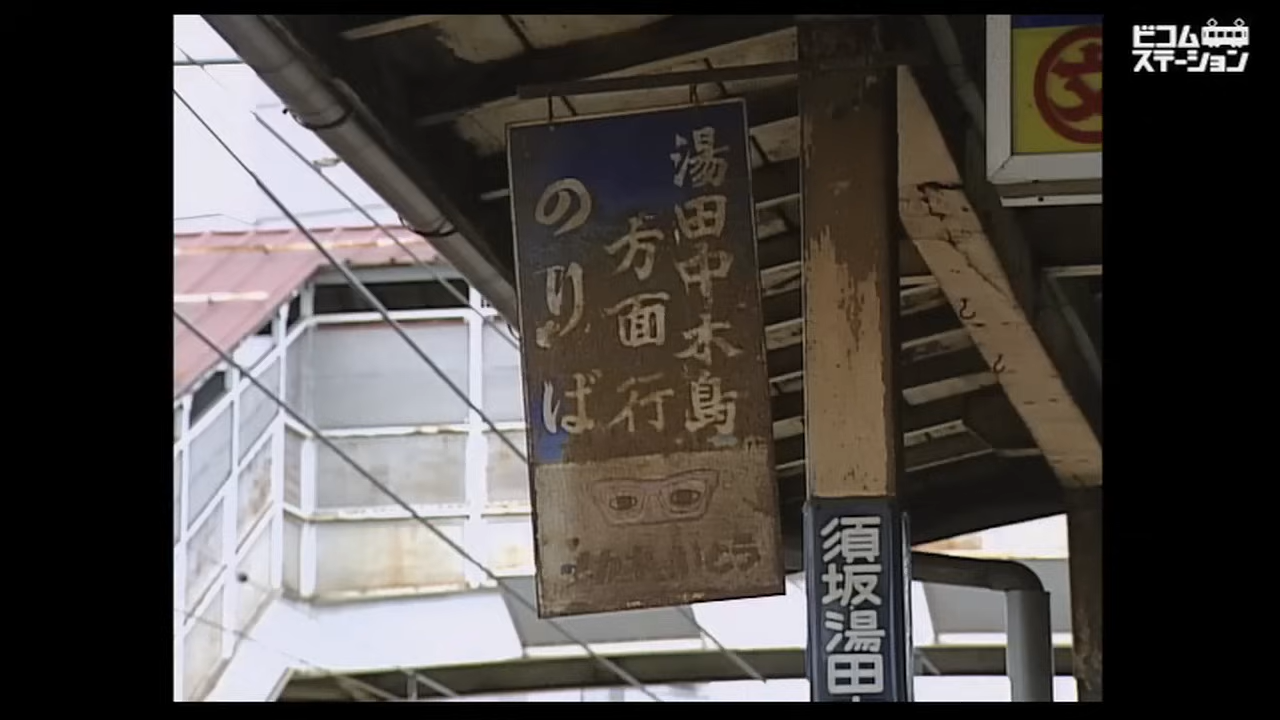 ビコム
ステーション
湯田中木島
方面行
のりば
須坂湯田